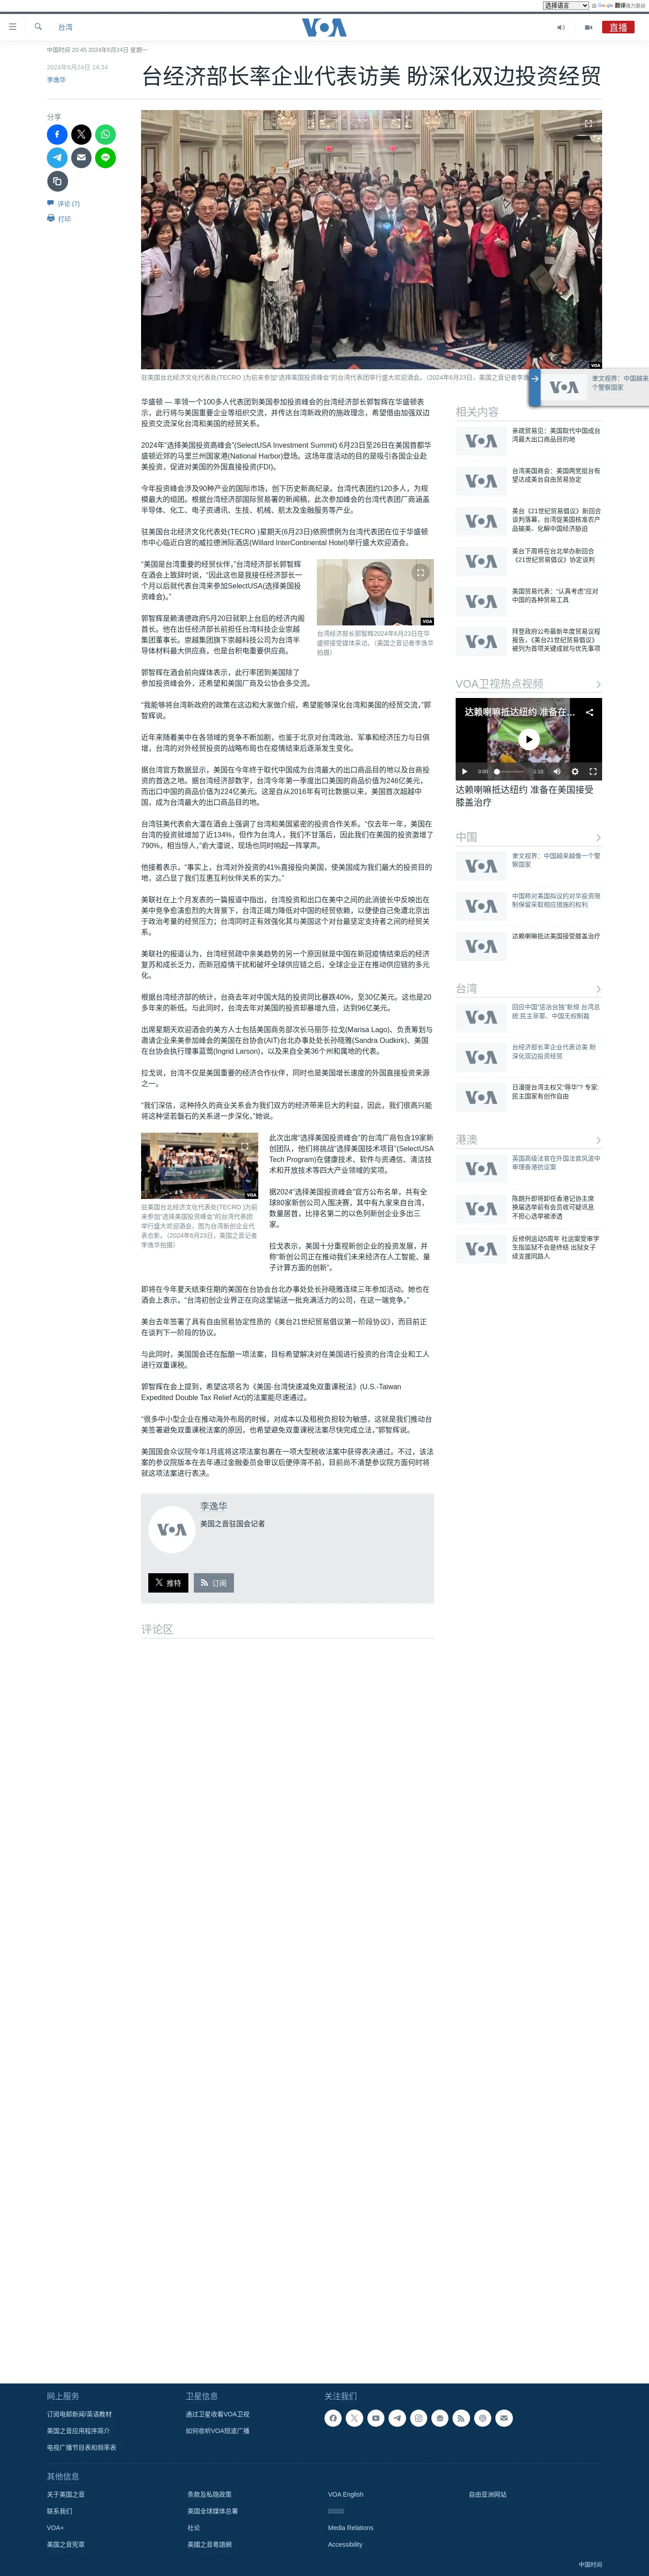 选择语言
由 Google 翻译强力驱动
台湾
VOA
直播
中国时间 20:45 2024年6月24日 星期一
2024年6月24日 14:34
李逸华
台经济部长率企业代表访美 盼深化双边投资经贸
分享
评论 (7)
打印
VOA
驻美国台北经济文化代表处(TECRO )为前来参加“选择美国投资峰会”的台湾代表团举行盛大欢迎酒会。（2024年6月23日，美国之音记者李逸
聿文视界：中国越来
个警察国家
华盛顿 — 率领一个100多人代表团到美国参加投资峰会的台湾经济部长郭智辉在华盛顿表
示，此行将与美国重要企业等组织交流，并传达台湾新政府的施政理念，希望借由加强双边
投资交流深化台湾和美国的经贸关系。
2024年“选择美国投资高峰会”(SelectUSA Investment Summit) 6月23日至26日在美国首都华
盛顿近郊的马里兰州国家港(National Harbor)登场。这场年度活动的目的是吸引各国企业赴
美投资，促进对美国的外国直接投资(FDI)。
今年投资峰会涉及90种产业的国际市场，创下历史新高纪录。台湾代表团约120多人，为规
模最大的组团。根据台湾经济部国际贸易署的新闻稿，此次参加峰会的台湾代表团厂商涵盖
半导体、化工、电子资通讯、生技、机械、航太及金融服务等产业。
驻美国台北经济文化代表处(TECRO )星期天(6月23日)依照惯例为台湾代表团在位于华盛顿
市中心临近白宫的威拉德洲际酒店(Willard InterContinental Hotel)举行盛大欢迎酒会。
“美国是台湾重要的经贸伙伴，”台湾经济部长郭智辉
在酒会上致辞时说，“因此这也是我接任经济部长一
个月以后就代表台湾来参加SelectUSA(选择美国投
资峰会)。”
VOA
台湾经济部长郭智辉2024年6月23日在华
盛顿接受媒体采访。（美国之音记者李逸华
拍摄）
郭智辉是赖清德政府5月20日就职上台后的经济内阁
首长。他在出任经济部长前担任台湾科技企业崇越
集团董事长。崇越集团旗下崇越科技公司为台湾半
导体材料最大供应商，也是台积电重要供应商。
郭智辉在酒会前向媒体表示，此行率团到美国除了
参加投资峰会外，还希望和美国厂商及公协会多交流。
“我能够将台湾新政府的政策在这边和大家做介绍，希望能够深化台湾和美国的经贸交流，”郭
智辉说。
近年来随着美中在各领域的竞争不断加剧，也鉴于北京对台湾政治、军事和经济压力与日俱
增，台湾的对外经贸投资的战略布局也在疫情结束后逐渐发生变化。
据台湾官方数据显示，美国在今年终于取代中国成为台湾最大的出口商品目的地以及台商投
资的首选之地。据台湾经济部数字，台湾今年第一季度出口美国的商品价值为246亿美元，
而出口中国的商品价值为224亿美元。这是自从2016年有可比数据以来，美国首次超越中
国，成为台湾最大的出口商品目的地。
台湾驻美代表俞大㵢在酒会上强调了台湾和美国紧密的投资合作关系。“仅去年一年，美国在
台湾的投资就增加了近134%，但作为台湾人，我们不甘落后，因此我们在美国的投资激增了
790%，相当惊人，”俞大㵢说，现场也同时响起一阵掌声。
他接着表示，“事实上，台湾对外投资的41%直接投向美国，使美国成为我们最大的投资目的
地，这凸显了我们互惠互利伙伴关系的实力。”
美联社在上个月发表的一篇报道中指出，台湾投资和出口在美中之间的此消彼长中反映出在
美中竞争愈演愈烈的大背景下，台湾正竭力降低对中国的经贸依赖，以便使自己免遭北京出
于政治考量的经贸压力；台湾同时正有效强化其与美国这个对台最坚定支持者之间的经贸关
系。
美联社的报道认为，台湾经贸疏中亲美趋势的另一个原因就是中国在新冠疫情结束后的经济
复苏和成长乏力，而新冠疫情干扰和破坏全球供应链之后，全球企业正在推动供应链的多元
化。
根据台湾经济部的统计，台商去年对中国大陆的投资同比暴跌40%，至30亿美元。这也是20
多年来的新低。与此同时，台湾去年对美国的投资却暴增九倍，达到96亿美元。
出席星期天欢迎酒会的美方人士包括美国商务部次长马丽莎·拉戈(Marisa Lago)、负责筹划与
邀请企业来美参加峰会的美国在台协会(AIT)台北办事处处长孙晓雅(Sandra Oudkirk)、美国
在台协会执行理事蓝莺(Ingrid Larson)，以及来自全美36个州和属地的代表。
拉戈说，台湾不仅是美国重要的经济合作伙伴，同时也是美国增长速度的外国直接投资来源
之一。
“我们深信，这种持久的商业关系会为我们双方的经济带来巨大的利益，因此，我们很高兴能
将这种坚若磐石的关系进一步深化，”她说。
VOA
驻美国台北经济文化代表处(TECRO )为前
来参加“选择美国投资峰会”的台湾代表团
举行盛大欢迎酒会，图为台湾新创企业代
表合影。（2024年6月23日，美国之音记者
李逸华拍摄）
此次出席“选择美国投资峰会”的台湾厂商包含19家新
创团队，他们将挑战“选择美国技术项目”(SelectUSA
Tech Program)在健康技术、软件与资通信、清洁技
术和开放技术等四大产业领域的奖项。
据2024“选择美国投资峰会”官方公布名单，共有全
球80家新创公司入围决赛，其中有九家来自台湾，
数量居首，比排名第二的以色列新创企业多出三
家。
拉戈表示，美国十分重视新创企业的投资发展，并
称“新创公司正在推动我们未来经济在人工智能、量
子计算方面的创新”。
即将在今年夏天结束任期的美国在台协会台北办事处处长孙晓雅连续三年参加活动。她也在
酒会上表示，“台湾初创企业界正在向这里输送一批充满活力的公司，在这一端竞争。”
美台去年签署了具有自由贸易协定性质的《美台21世纪贸易倡议第一阶段协议》，而目前正
在谈判下一阶段的协议。
与此同时，美国国会还在酝酿一项法案，目标希望解决对在美国进行投资的台湾企业和工人
进行双重课税。
郭智辉在会上提到，希望这项名为《美国-台湾快速减免双重课税法》(U.S.-Taiwan
Expedited Double Tax Relief Act)的法案能尽速通过。
“很多中小型企业在推动海外布局的时候，对成本以及租税负担较为敏感，这就是我们推动台
美签署避免双重课税法案的原因，也希望避免双重课税法案尽快完成立法，”郭智辉说。
美国国会众议院今年1月底将这项法案包裹在一项大型税收法案中获得表决通过。不过，该法
案的参议院版本在去年通过金融委员会审议后便停滞不前，目前尚不清楚参议院方面何时将
就这项法案进行表决。
李逸华
美国之音驻国会记者
推特
订阅
评论区
相关内容
亲疏贸易见：美国取代中国成台
湾最大出口商品目的地
台湾美国商会：美国两党挺台有
望达成美台自由贸易协定
美台《21世纪贸易倡议》新回合
谈判落幕，台湾促美国核准农产
品输美、化解中国经济胁迫
美台下周将在台北举办新回合
《21世纪贸易倡议》协定谈判
美国贸易代表：“认真考虑”应对
中国的各种贸易工具
拜登政府公布最新年度贸易议程
报告，《美台21世纪贸易倡议》
被列为首项关键成就与优先事项
VOA卫视热点视频
达赖喇嘛抵达纽约 准备在...
0:00
1:10
达赖喇嘛抵达纽约 准备在美国接受
膝盖治疗
中国
聿文视界：中国越来越像一个警
察国家
中国称对美国拟议的对华投资限
制保留采取相应措施的权利
达赖喇嘛抵达美国接受膝盖治疗
台湾
回应中国“惩治台独”新规 台湾总
统:民主非罪、中国无权制裁
台经济部长率企业代表访美 盼
深化双边投资经贸
日漫提台湾主权又“辱华”? 专家:
民主国家有创作自由
港澳
英国高级法官在外国法官风波中
审理香港抗议案
陈朗升即将卸任香港记协主席
换届选举前有会员收可疑讯息
不担心选举被渗透
反修例运动5周年 社运案受审学
生指监狱不会是终结 出狱女子
续支援同路人
网上服务
订阅电邮新闻/英语教材
美国之音应用程序简介
电视广播节目表和频率表
卫星信息
通过卫星收看VOA卫视
如何收听VOA短波广播
关注我们
其他信息
关于美国之音
联系我们
VOA+
美国之音宪章
条款及私隐政策
美国全球媒体总署
社论
美國之音粵語網
VOA English
Media Relations
Accessibility
自由亚洲网站
中国时间